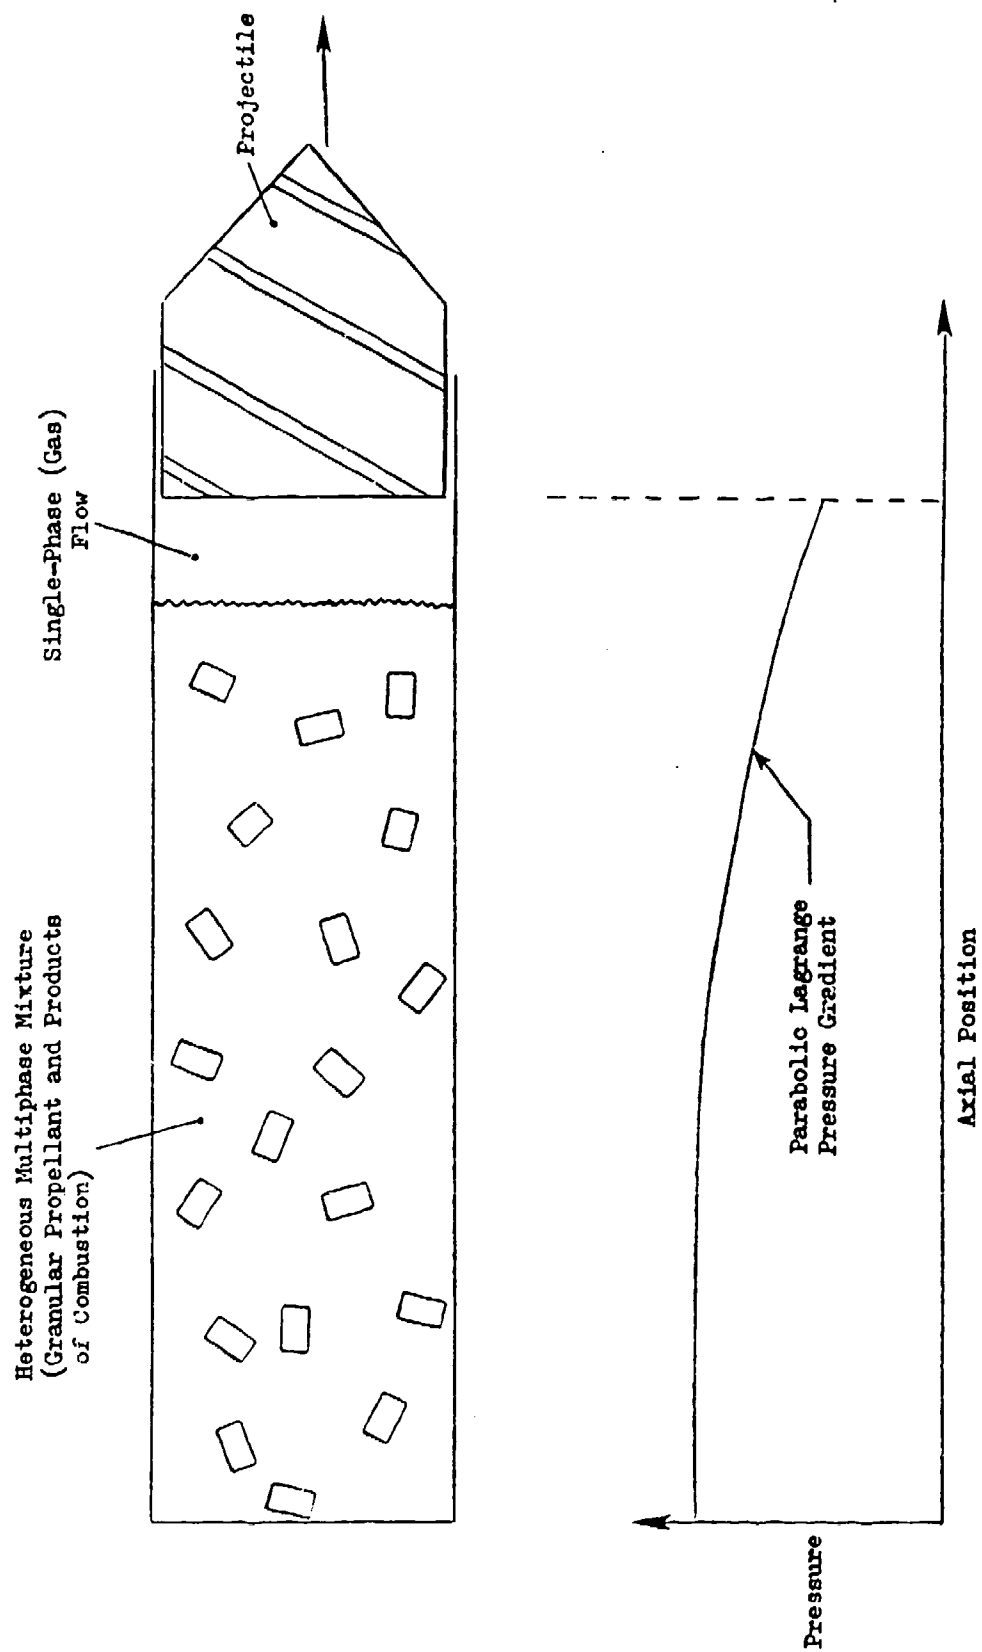 Heterogeneous Multiphase Mixture
(Granular Propellant and Products
of Combustion)
Single-Phase (Gas)
Flow
Projectile
Pressure
Parabolic Lagrange
Pressure Gradient
Axial Position